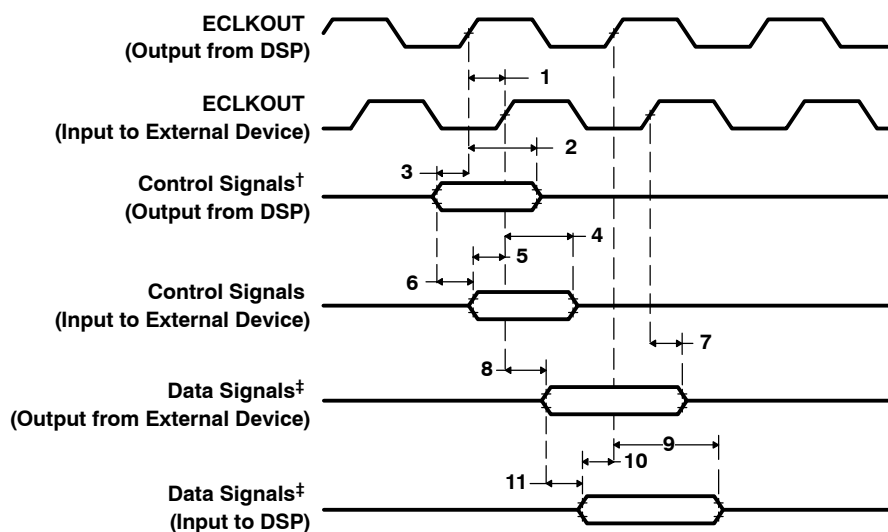 ECLKOUT
(Output from DSP)
1
ECLKOUT
(Input to External Device)
2
3
Control Signals†
(Output from DSP)
4
5
6
Control Signals
(Input to External Device)
7
8
Data Signals‡
(Output from External Device)
9
10
11
Data Signals‡
(Input to DSP)